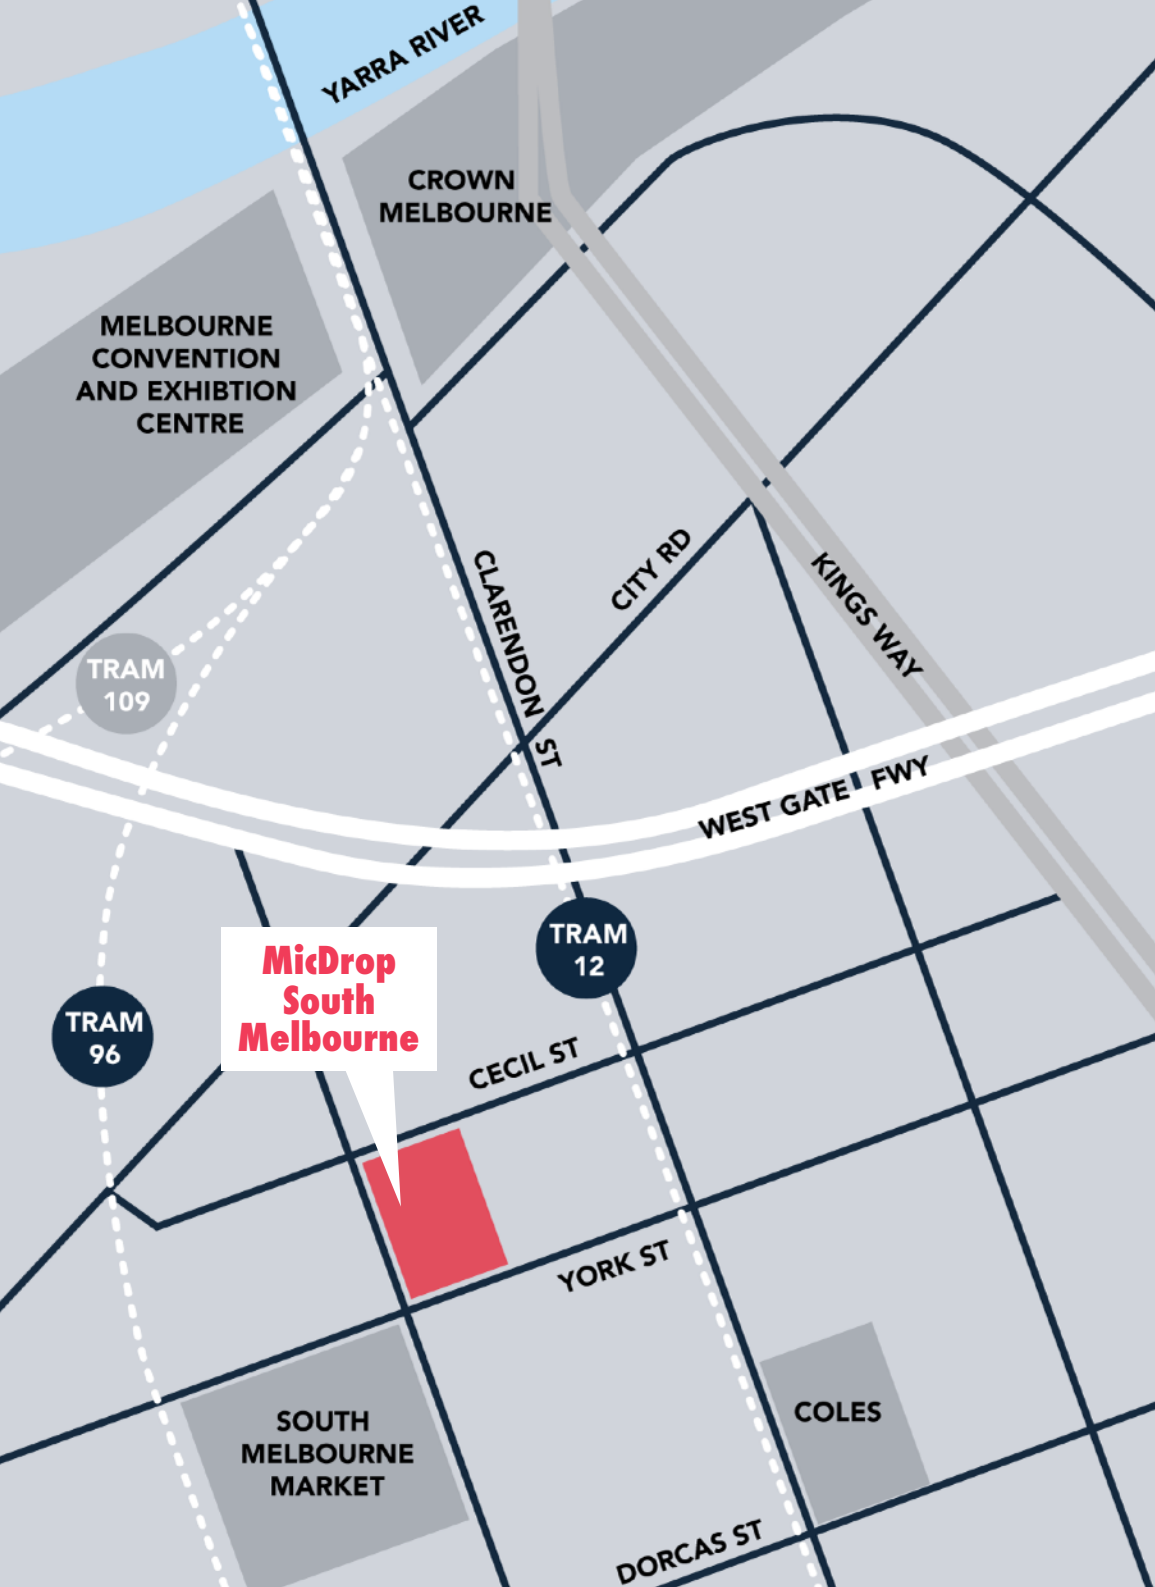 YARRA RIVER
CROWN
MELBOURNE
MELBOURNE
CONVENTION
AND EXHIBTION
CENTRE
CLARENDON ST
CITY RD
KINGS WAY
TRAM
109
WEST GATE FWY
TRAM
12
MicDrop
South
Melbourne
TRAM
96
CECIL ST
YORK ST
COLES
SOUTH
MELBOURNE
MARKET
DORCAS ST